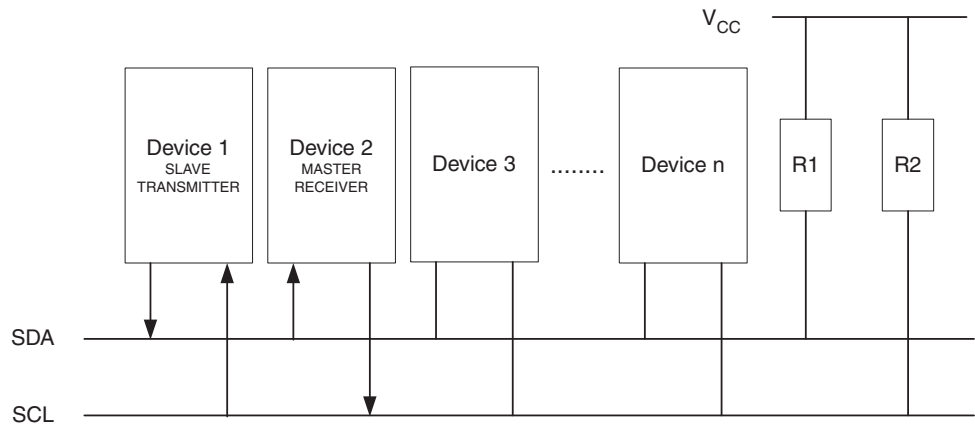 V_CC
Device 1
SLAVE
TRANSMITTER
Device 2
MASTER
RECEIVER
Device 3
........
Device n
R1
R2
SDA
SCL